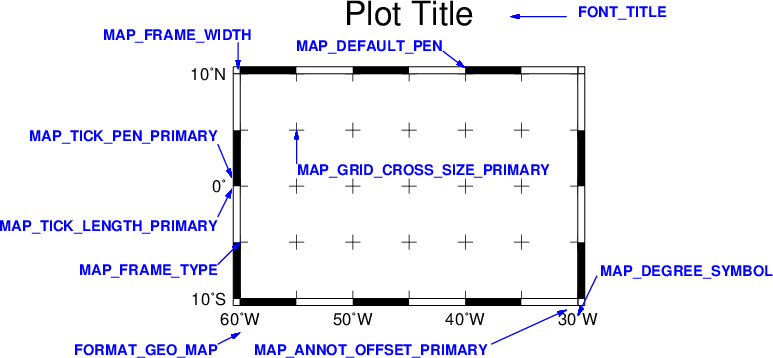 Plot Title
FONT_TITLE
MAP_FRAME_WIDTH
MAP_DEFAULT_PEN
10˚N
MAP_TICK_PEN_PRIMARY
MAP_GRID_CROSS_SIZE_PRIMARY
0˚
MAP_TICK_LENGTH_PRIMARY
MAP_FRAME_TYPE
MAP_DEGREE_SYMBOL
10˚S
60˚W 50˚W 40˚W 30˚W
FORMAT_GEO_MAP
MAP_ANNOT_OFFSET_PRIMARY